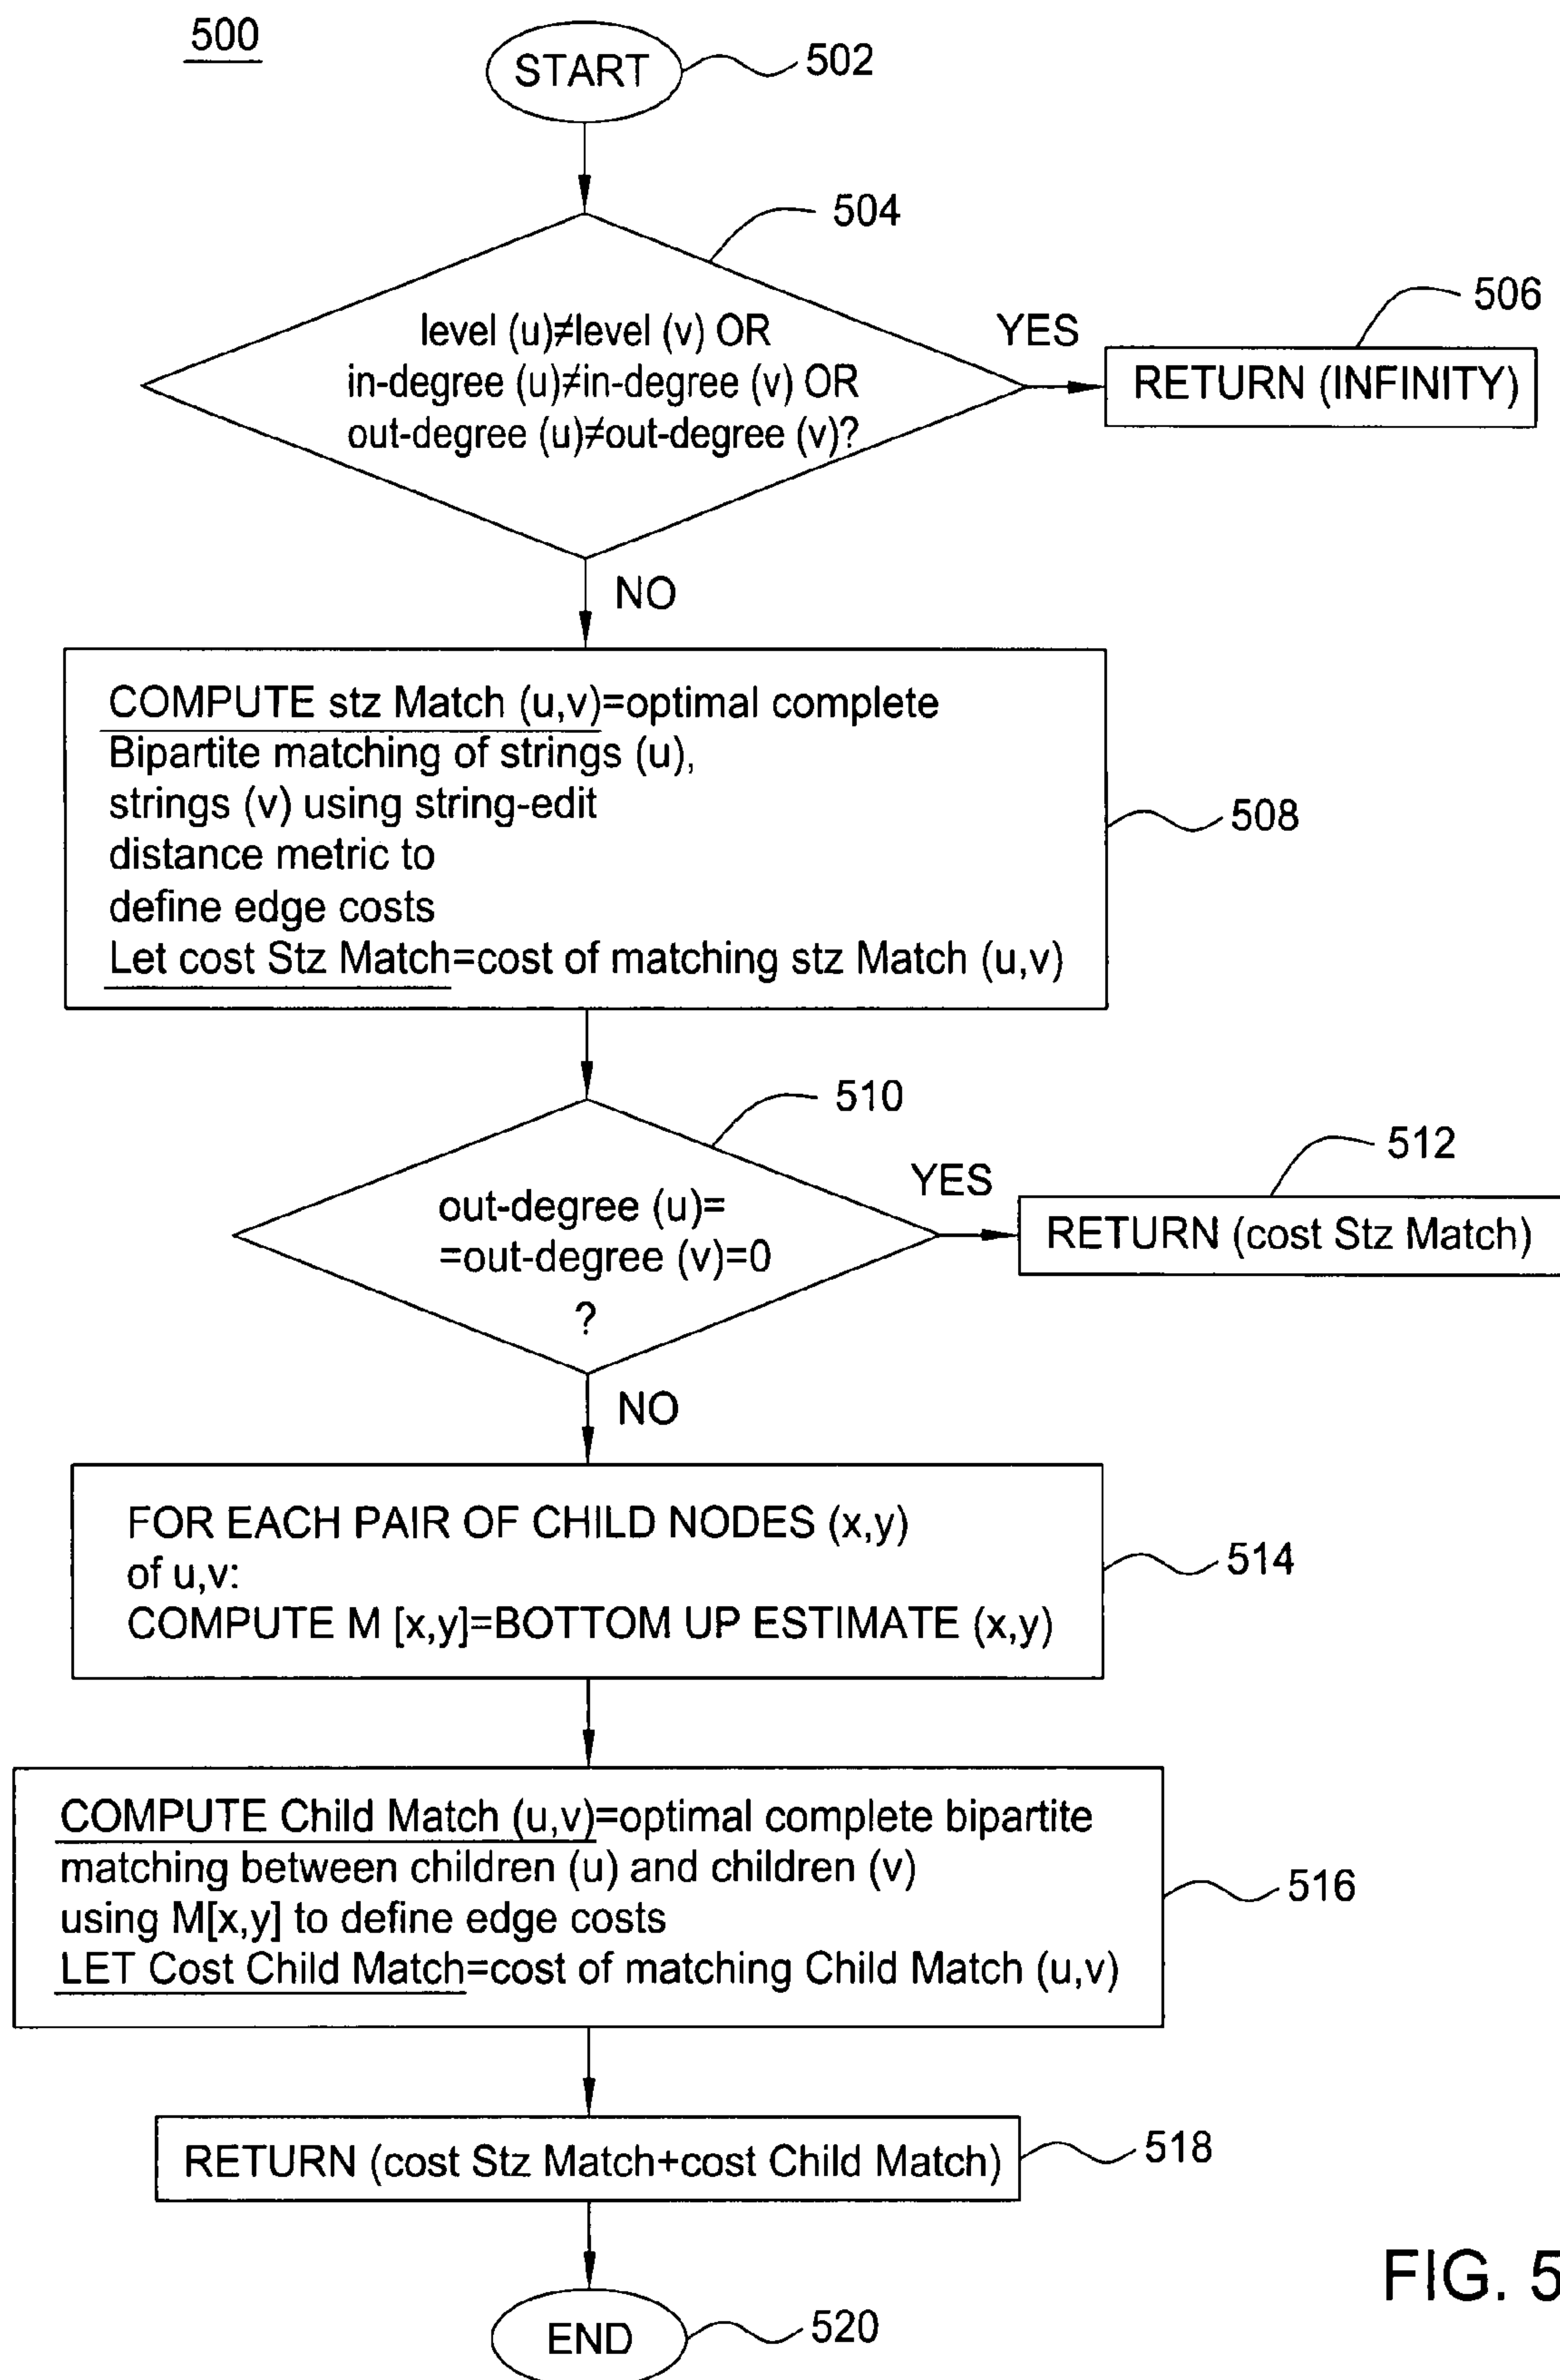 500
START
502
504
level (u)≠level (v) OR
in-degree (u)≠in-degree (v) OR
out-degree (u)≠out-degree (v)?
YES
506
RETURN (INFINITY)
NO
COMPUTE stz Match (u,v)=optimal complete
Bipartite matching of strings (u),
strings (v) using string-edit
distance metric to
define edge costs
Let cost Stz Match=cost of matching stz Match (u,v)
508
510
out-degree (u)=
=out-degree (v)=0
?
YES
512
RETURN (cost Stz Match)
NO
FOR EACH PAIR OF CHILD NODES (x,y)
of u,v:
COMPUTE M [x,y]=BOTTOM UP ESTIMATE (x,y)
514
COMPUTE Child Match (u,v)=optimal complete bipartite
matching between children (u) and children (v)
using M[x,y] to define edge costs
LET Cost Child Match=cost of matching Child Match (u,v)
516
RETURN (cost Stz Match+cost Child Match)
518
END
520
FIG. 5